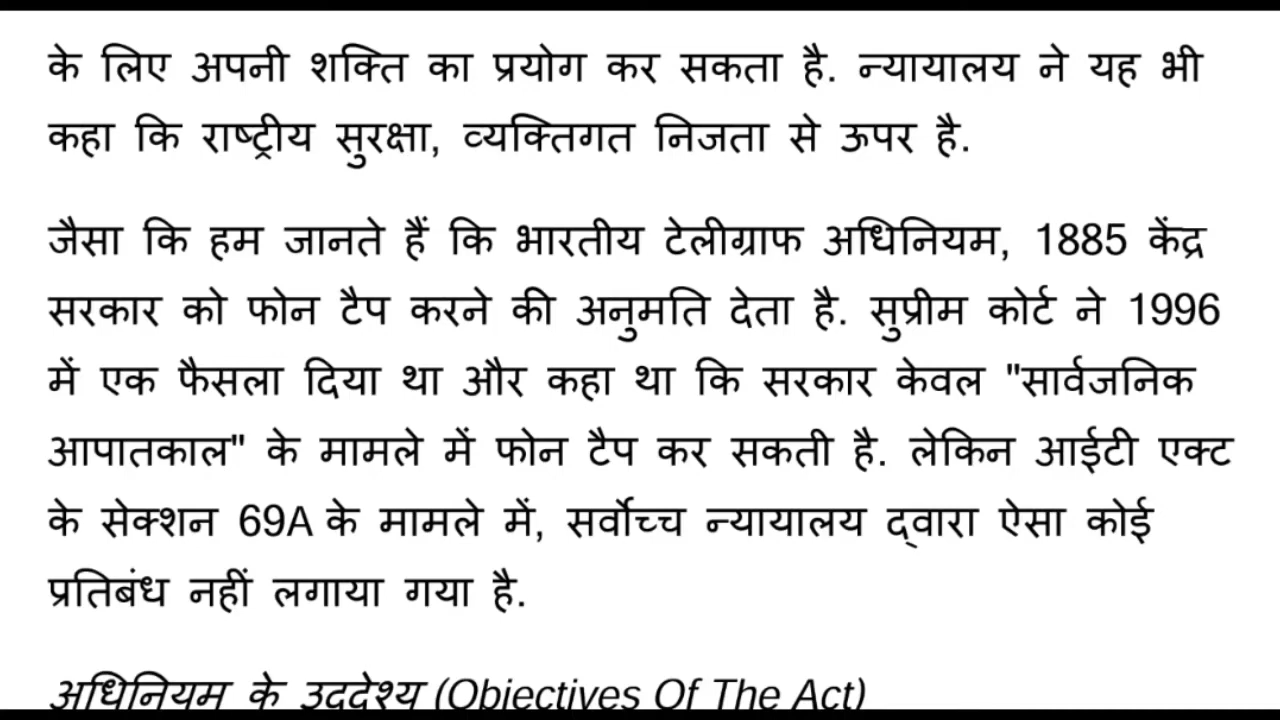 के लिए अपनी शक्ति का प्रयोग कर सकता है. न्यायालय ने यह भी
कहा कि राष्ट्रीय सुरक्षा, व्यक्तिगत निजता से ऊपर है.
जैसा कि हम जानते हैं कि भारतीय टेलीग्राफ अधिनियम, 1885 केंद्र
सरकार को फोन टैप करने की अनुमति देता है. सुप्रीम कोर्ट ने 1996
में एक फैसला दिया था और कहा था कि सरकार केवल "सार्वजनिक
आपातकाल" के मामले में फोन टैप कर सकती है. लेकिन आईटी एक्ट
के सेक्शन 69A के मामले में, सर्वोच्च न्यायालय द्वारा ऐसा कोई
प्रतिबंध नहीं लगाया गया है.
अधिनियम के उद्देश्य (Objectives Of The Act)